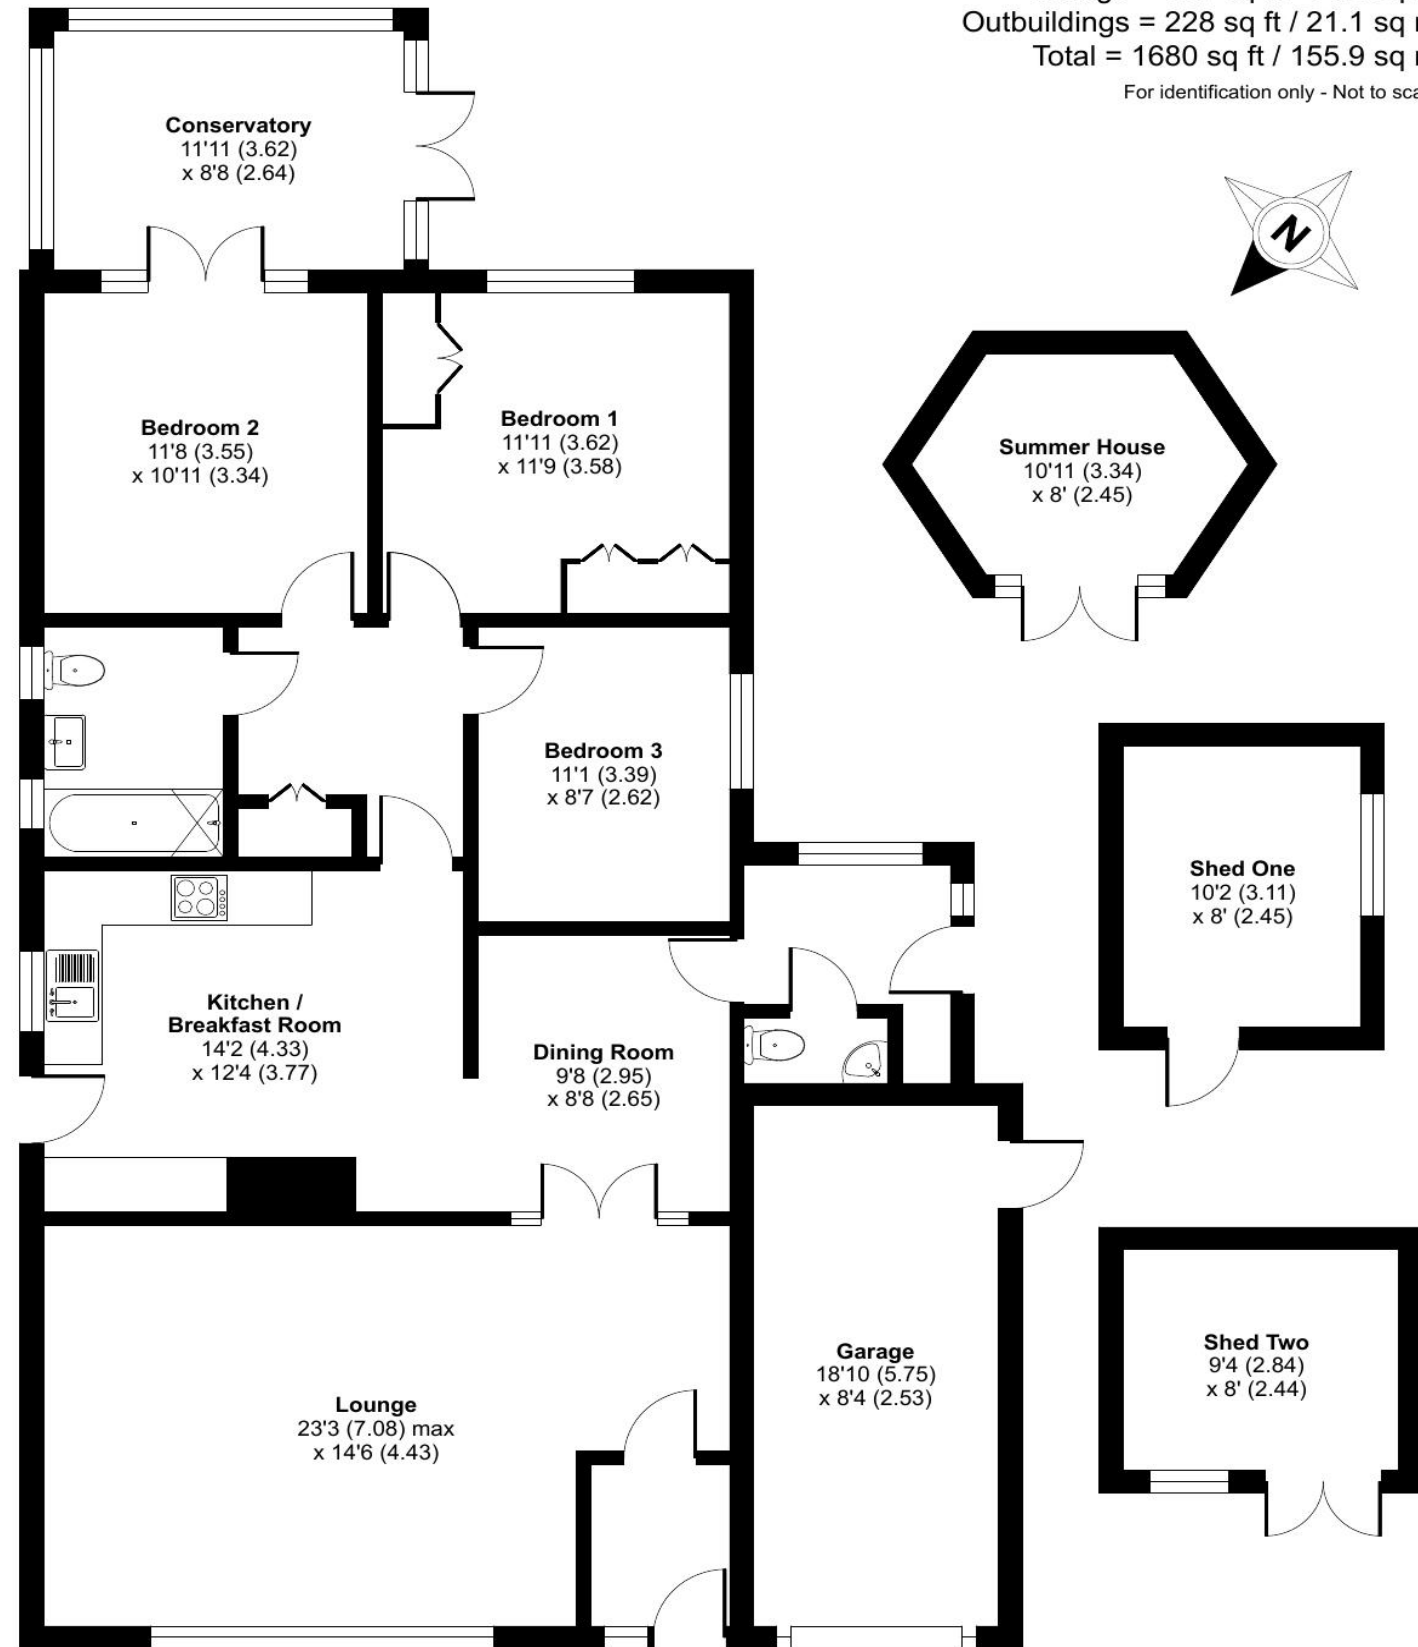 Outbuildings = 228 sq ft / 21.1 sq
Total = 1680 sq ft / 155.9 sq
For identification only - Not to
Conservatory
11'11 (3.62)
x 8'8 (2.64)
N
Bedroom 2
11'8 (3.55)
x 10'11 (3.34)
Bedroom 1
11'11 (3.62)
x 11'9 (3.58)
Summer House
10'11 (3.34)
x 8' (2.45)
Bedroom 3
11'1 (3.39)
x 8'7 (2.62)
Shed One
10'2 (3.11)
x 8' (2.45)
Kitchen /
Breakfast Room
14'2 (4.33)
x 12'4 (3.77)
Dining Room
9'8 (2.95)
x 8'8 (2.65)
Garage
18'10 (5.75)
x 8'4 (2.53)
Shed Two
9'4 (2.84)
x 8' (2.44)
Lounge
23'3 (7.08) max
x 14'6 (4.43)